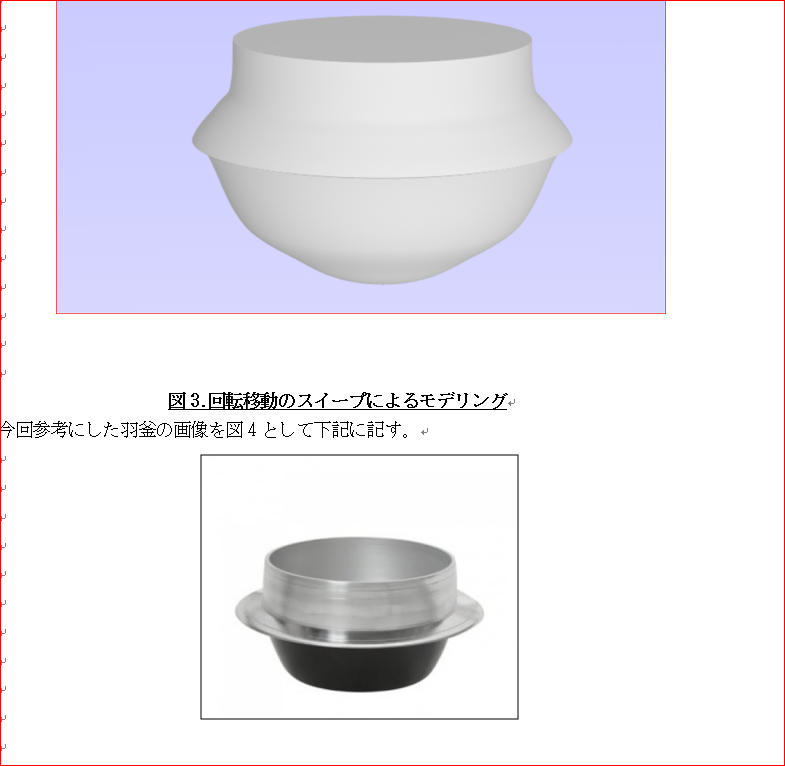 図3.回転移動のスイープによるモデリング
今回参考にした羽釜の画像を図4として下記に記す。